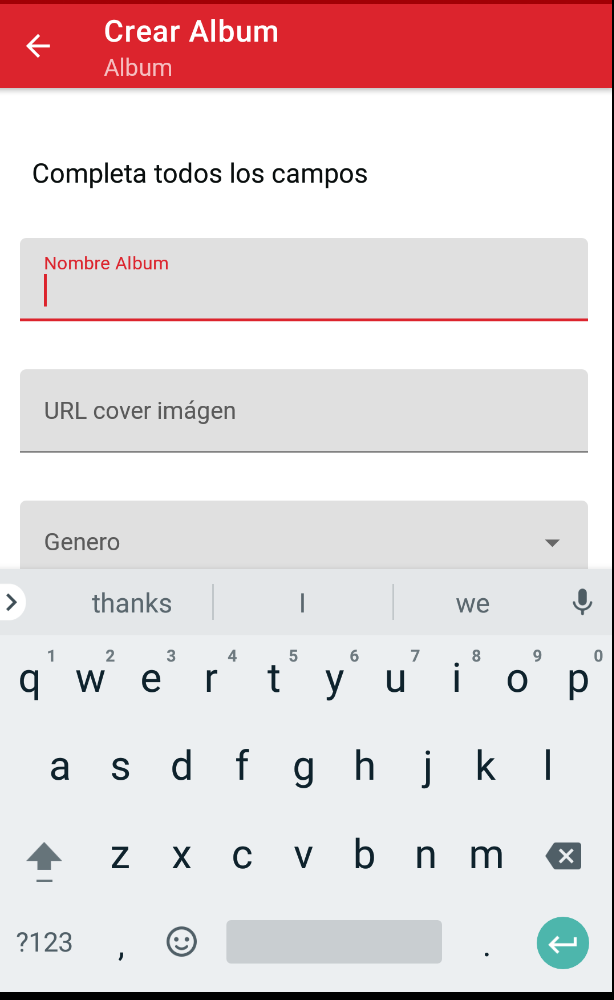 Crear Album
Album
Completa todos los campos
Nombre Album
URL cover imágen
Genero
thanks I we
1 2 3 4 5 6 7 8 9 0
q w e r t y u i o p
a s d f g h j k l
z x c v b n m
?123 , .